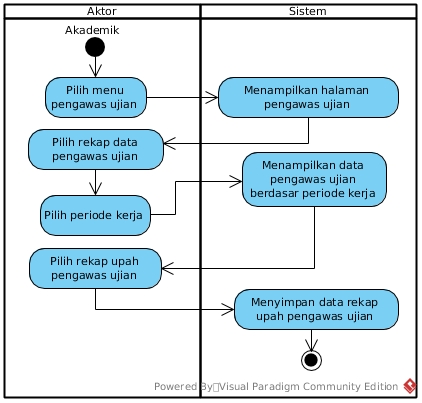 Aktor
Sistem
Akademik
Pilih menu
pengawas ujian
Menampilkan halaman
pengawas ujian
Pilih rekap data
pengawas ujian
Pilih periode kerja
Menampilkan data
pengawas ujian
berdasar periode kerja
Pilih rekap upah
pengawas ujian
Menyimpan data rekap
upah pengawas ujian
Powered By Visual Paradigm Community Edition